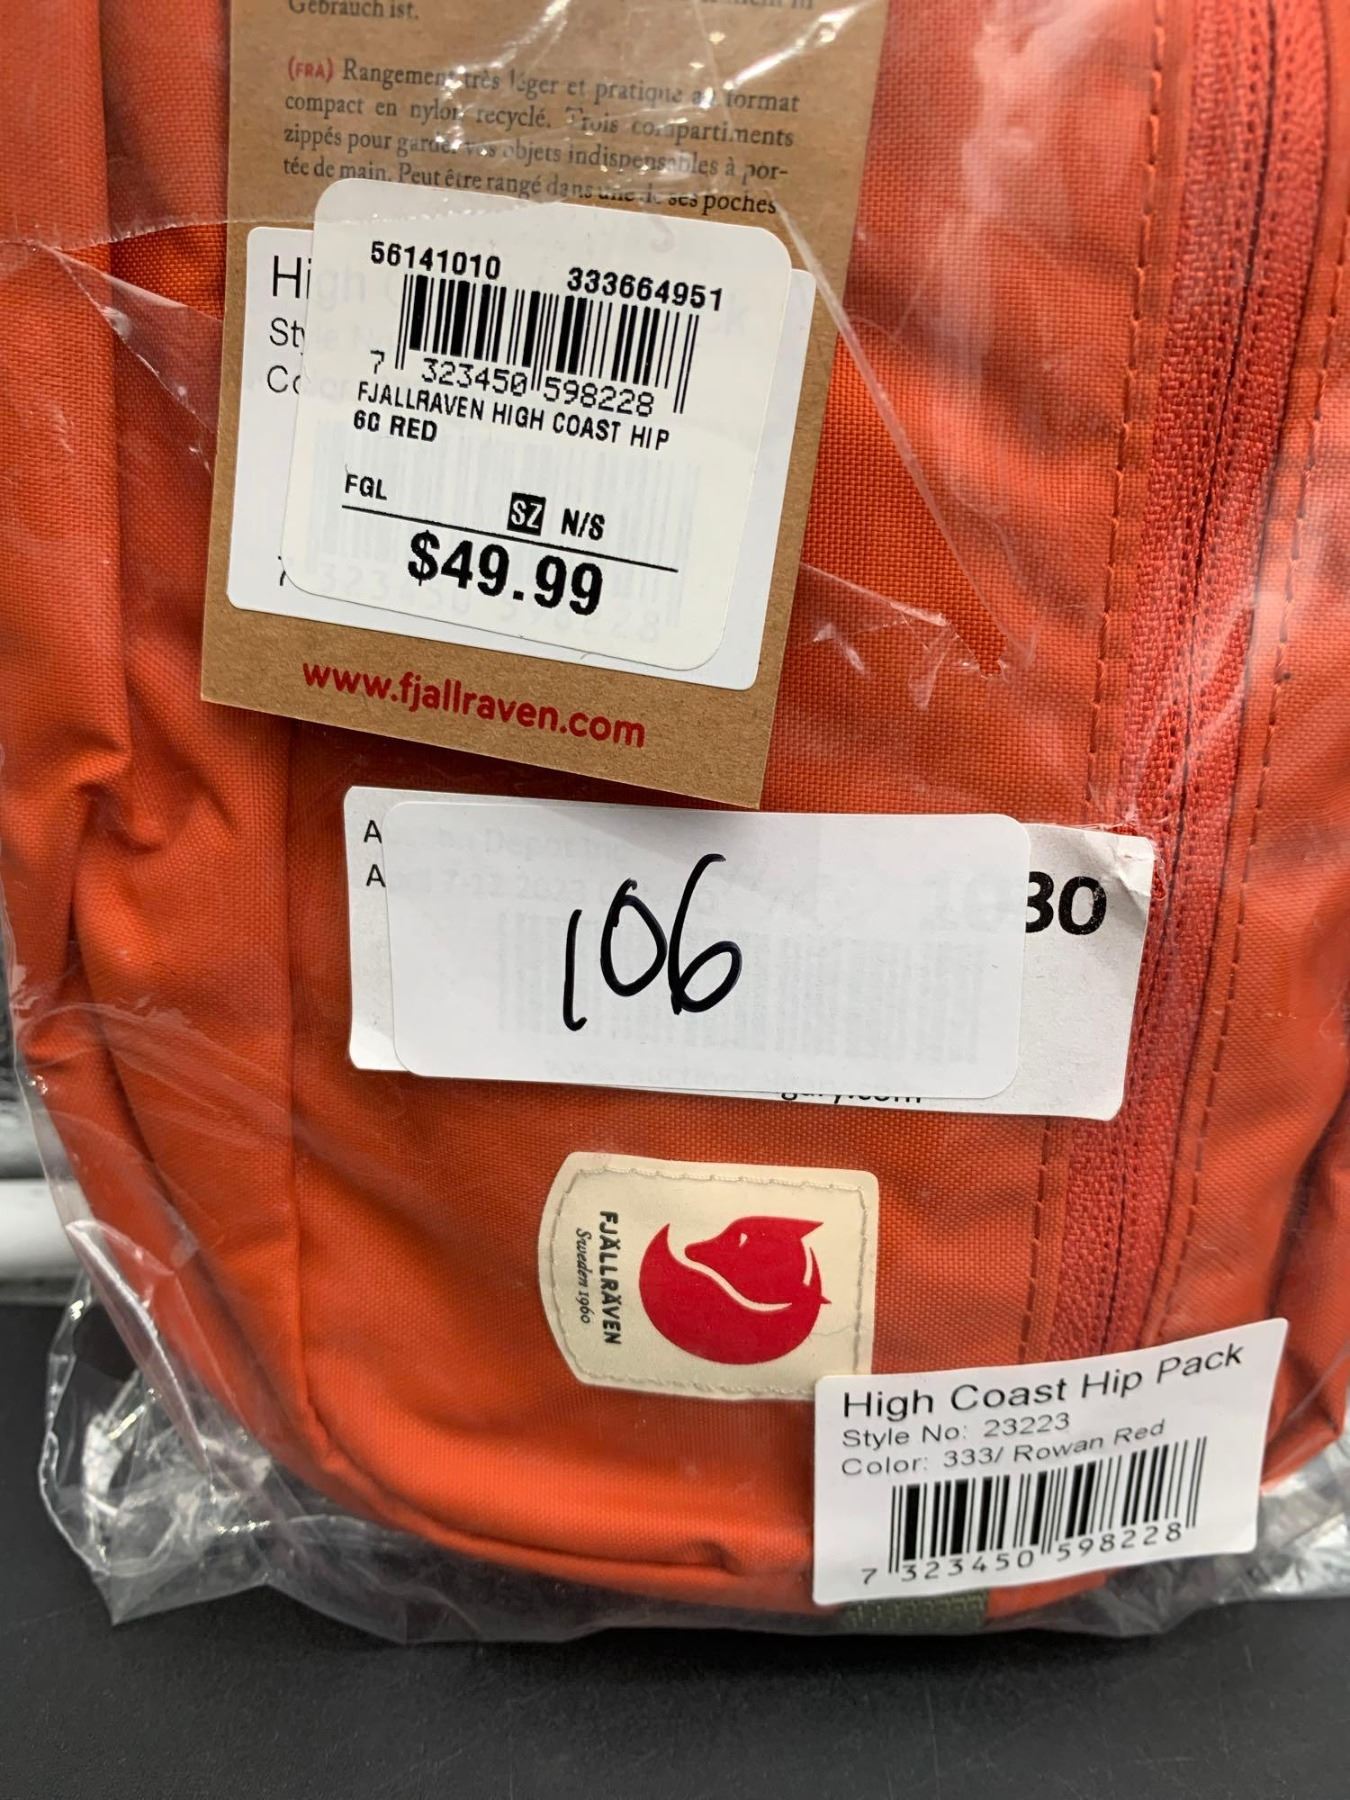 Gebrauch ist.
(FRA) Rangement très léger et pratique au format
compact en nylon recyclé. Trois compartiments
zippés pour garder vos objets indispensables à por-
tée de main. Peut être rangé dans une de ses poches
Hi
Sty
Co
56141010 333664951
7 323450 598228
FJALLRAVEN HIGH COAST HIP
60 RED
FGL
SZ N/S
$49.99
www.fjallraven.com
A
A
30
106
FJÄLLRÄVEN
Sweden 1960
High Coast Hip Pack
Style No: 23223
Color: 333/ Rowan Red
7 323450 598228